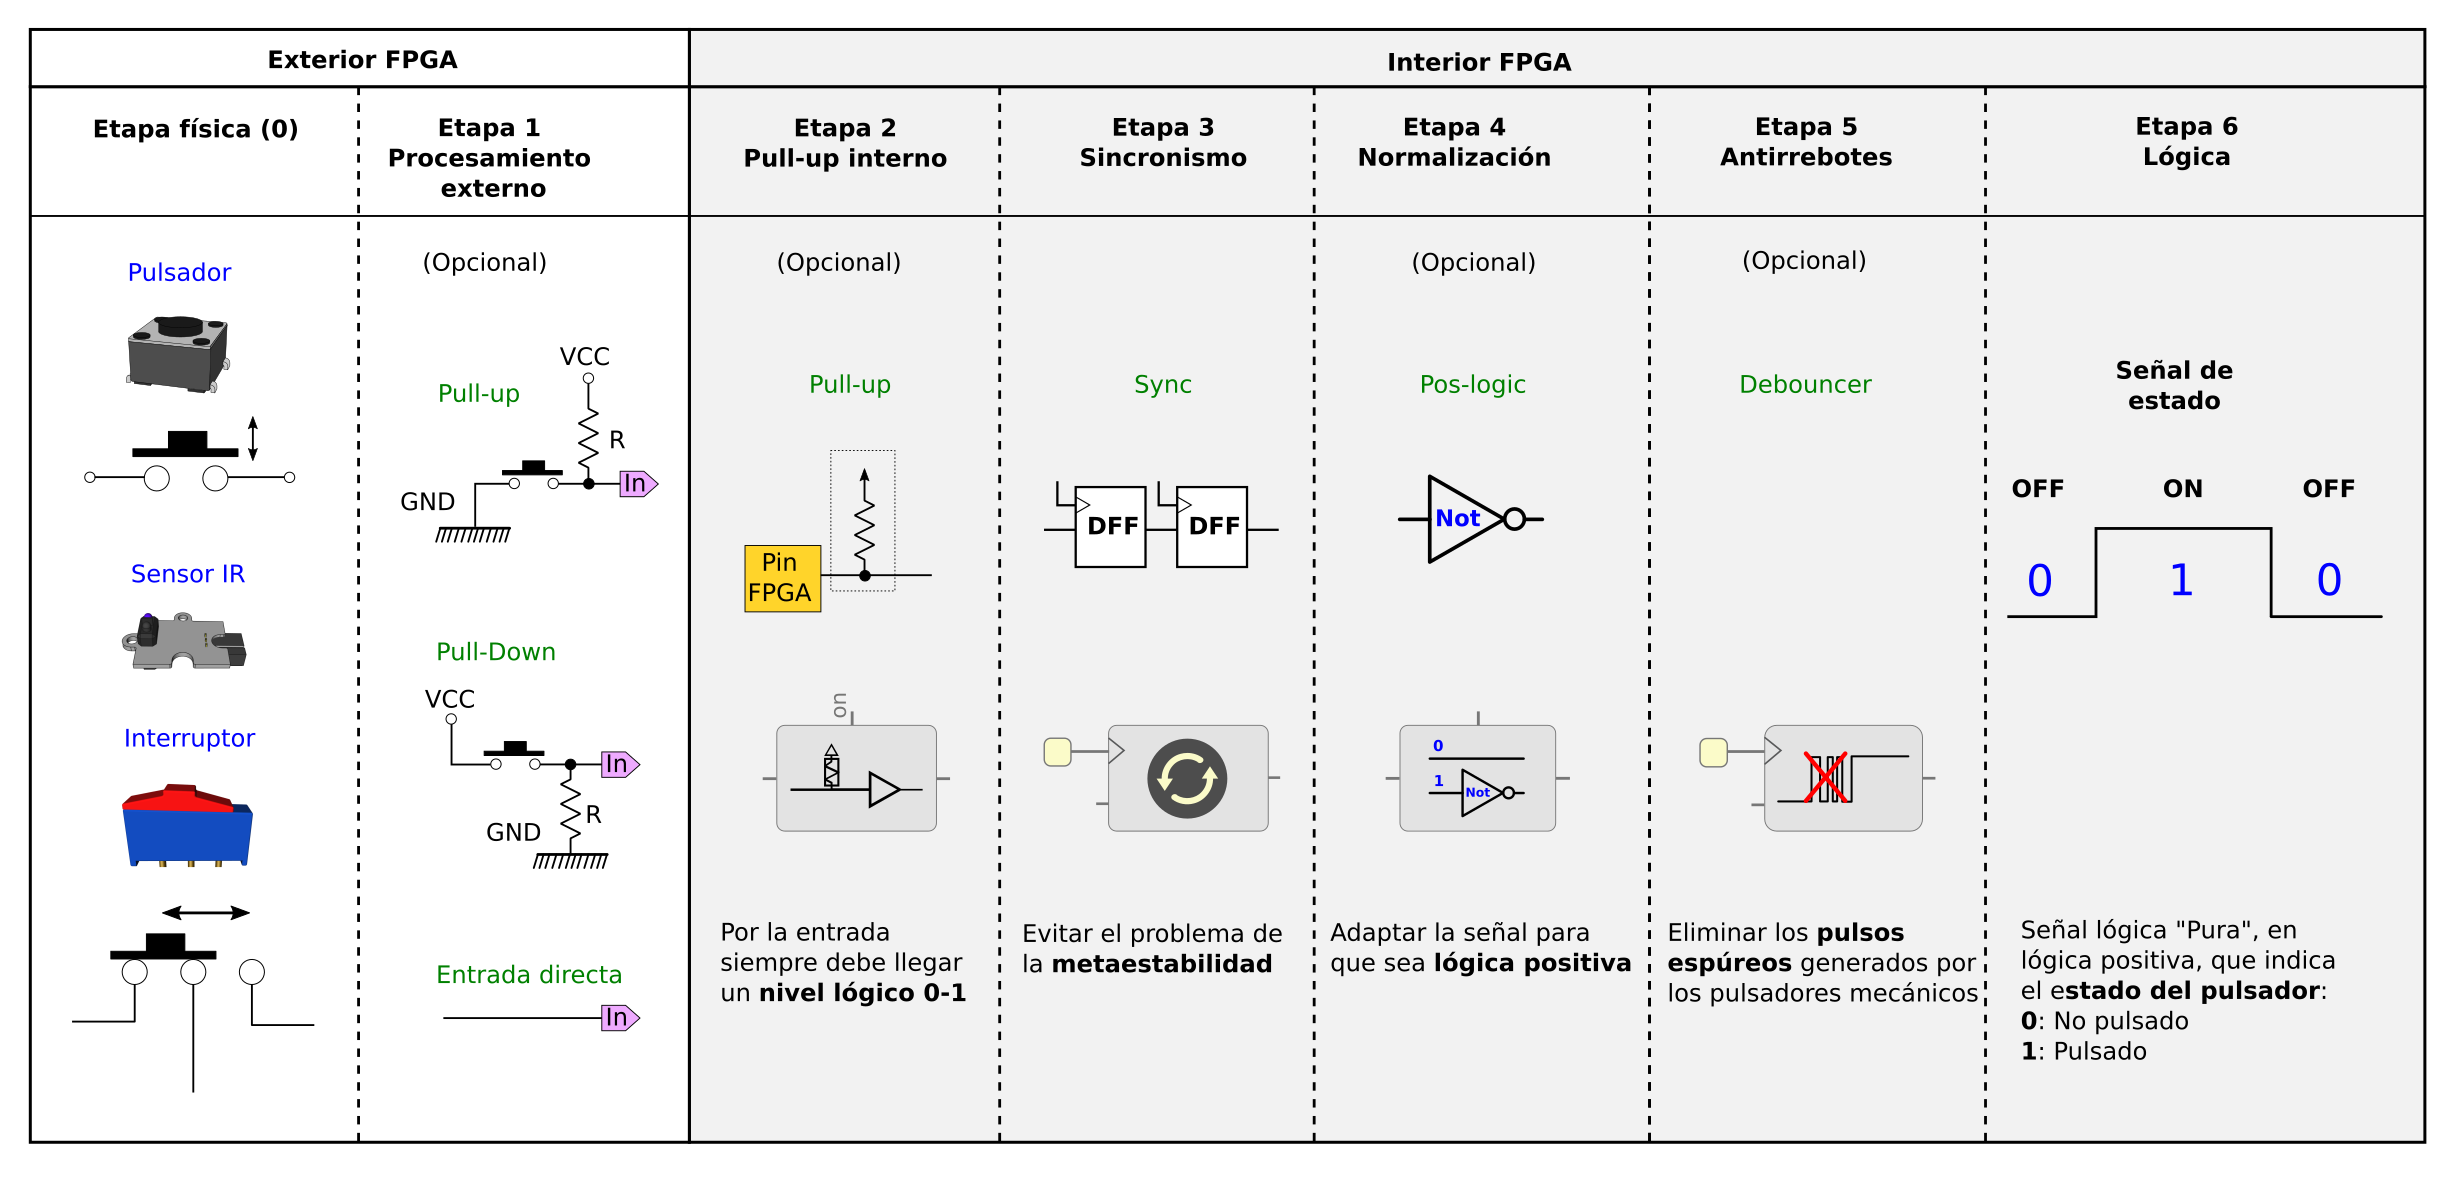 Exterior FPGA
Interior FPGA
Etapa física (0)
Etapa 1
Procesamiento
externo
Etapa 2
Pull-up interno
Etapa 3
Sincronismo
Etapa 4
Normalización
Etapa 5
Antirrebotes
Etapa 6
Lógica
Pulsador
Sensor IR
Interruptor
(Opcional)
Pull-up
VCC
R
In
GND
Pull-Down
VCC
In
R
GND
Entrada directa
In
(Opcional)
Pull-up
Pin
FPGA
on
Por la entrada
siempre debe llegar
un nivel lógico 0-1
Sync
DFF
DFF
Evitar el problema de
la metaestabilidad
(Opcional)
Pos-logic
Not
0
1
Not
Adaptar la señal para
que sea lógica positiva
(Opcional)
Debouncer
Eliminar los pulsos
espúreos generados por
los pulsadores mecánicos
Señal de
estado
OFF ON OFF
0 1 0
Señal lógica "Pura", en
lógica positiva, que indica
el estado del pulsador:
0: No pulsado
1: Pulsado